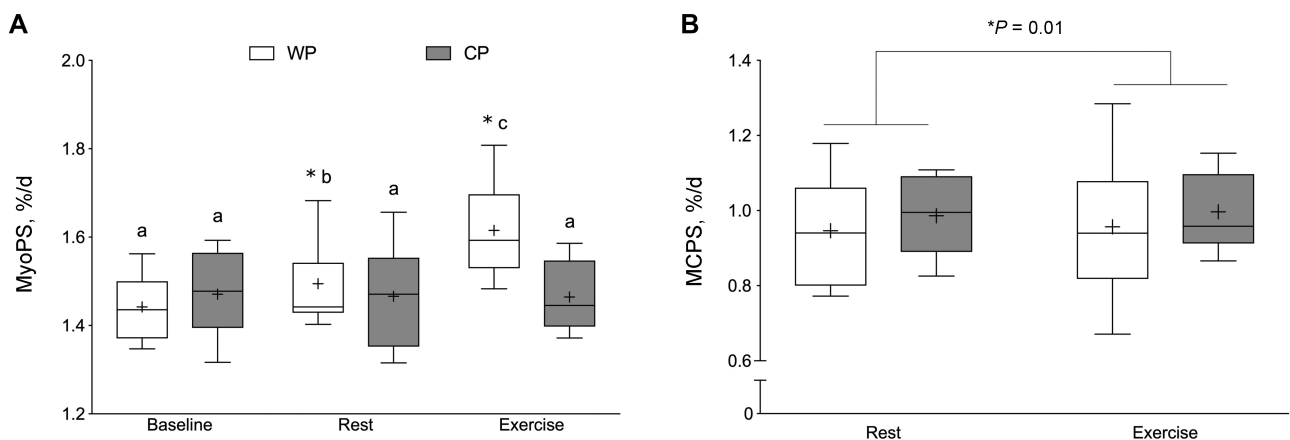 A
WP
CP
MyoPS, %/d
2.0
1.8
1.6
1.4
1.2
a
a
* b
a
* c
a
Baseline
Rest
Exercise
B
*P = 0.01
MCPS, %/d
1.4
1.2
1.0
0.8
0.6
0
Rest
Exercise